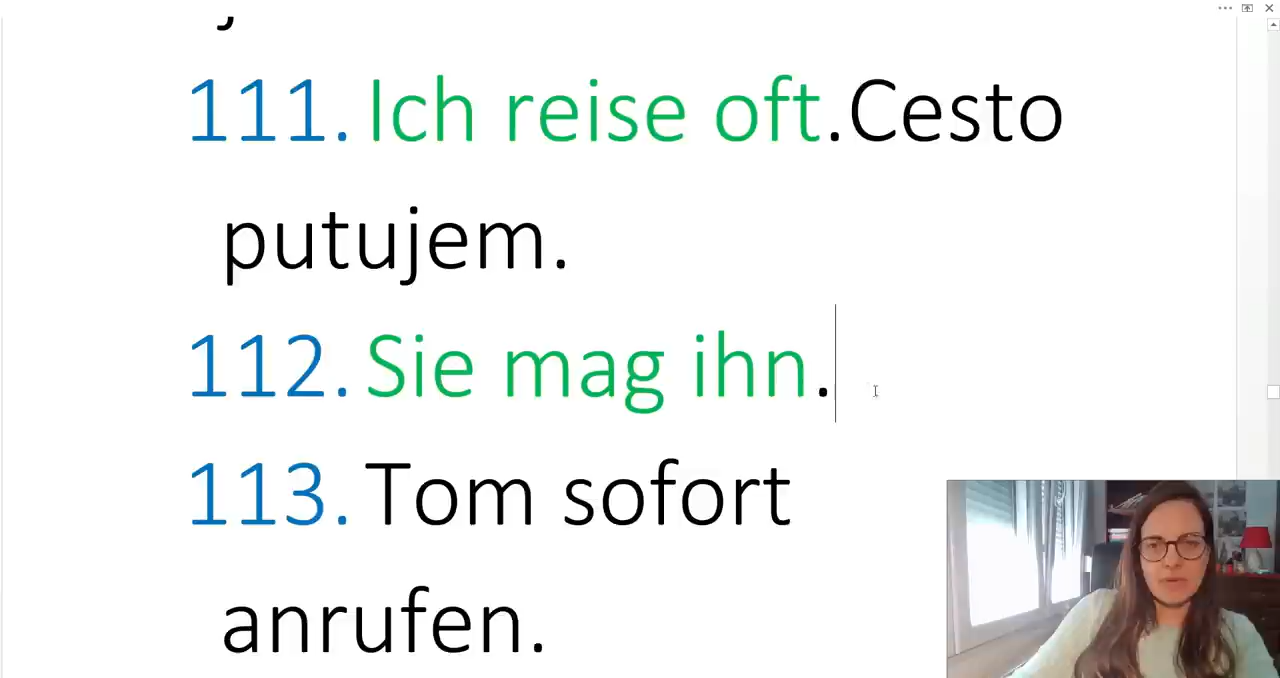 111. Ich reise oft.Cesto
putujem.
112. Sie mag ihn.
113. Tom sofort
anrufen.